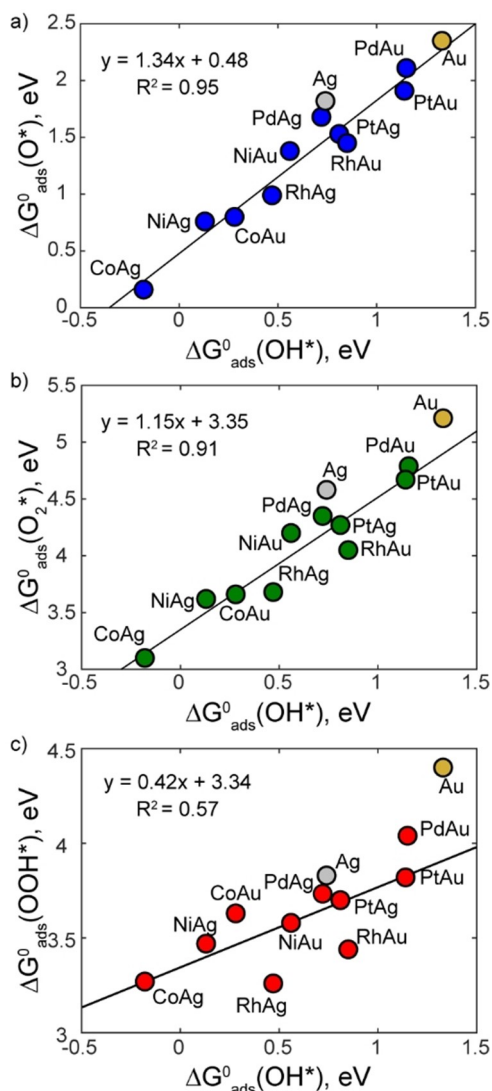 a)
2.5
2
1.5
1
0.5
0
y = 1.34x + 0.48
R² = 0.95
PdAu
Au
Ag
PtAu
PdAg
PtAg
NiAu
RhAu
RhAg
NiAg
CoAu
CoAg
ΔG⁰ads(O*), eV
-0.5 0 0.5 1 1.5
ΔG⁰ads(OH*), eV
b)
5.5
5
4.5
4
3.5
3
y = 1.15x + 3.35
R² = 0.91
Au
PdAu
Ag
PtAu
PdAg
PtAg
NiAu
RhAu
RhAg
NiAg
CoAu
CoAg
ΔG⁰ads(O₂*), eV
-0.5 0 0.5 1 1.5
ΔG⁰ads(OH*), eV
c)
4.5
4
3.5
3
y = 0.42x + 3.34
R² = 0.57
Au
PdAu
Ag
PdAg
PtAu
CoAu
PtAg
NiAg
NiAu
RhAu
CoAg
RhAg
ΔG⁰ads(OOH*), eV
-0.5 0 0.5 1 1.5
ΔG⁰ads(OH*), eV